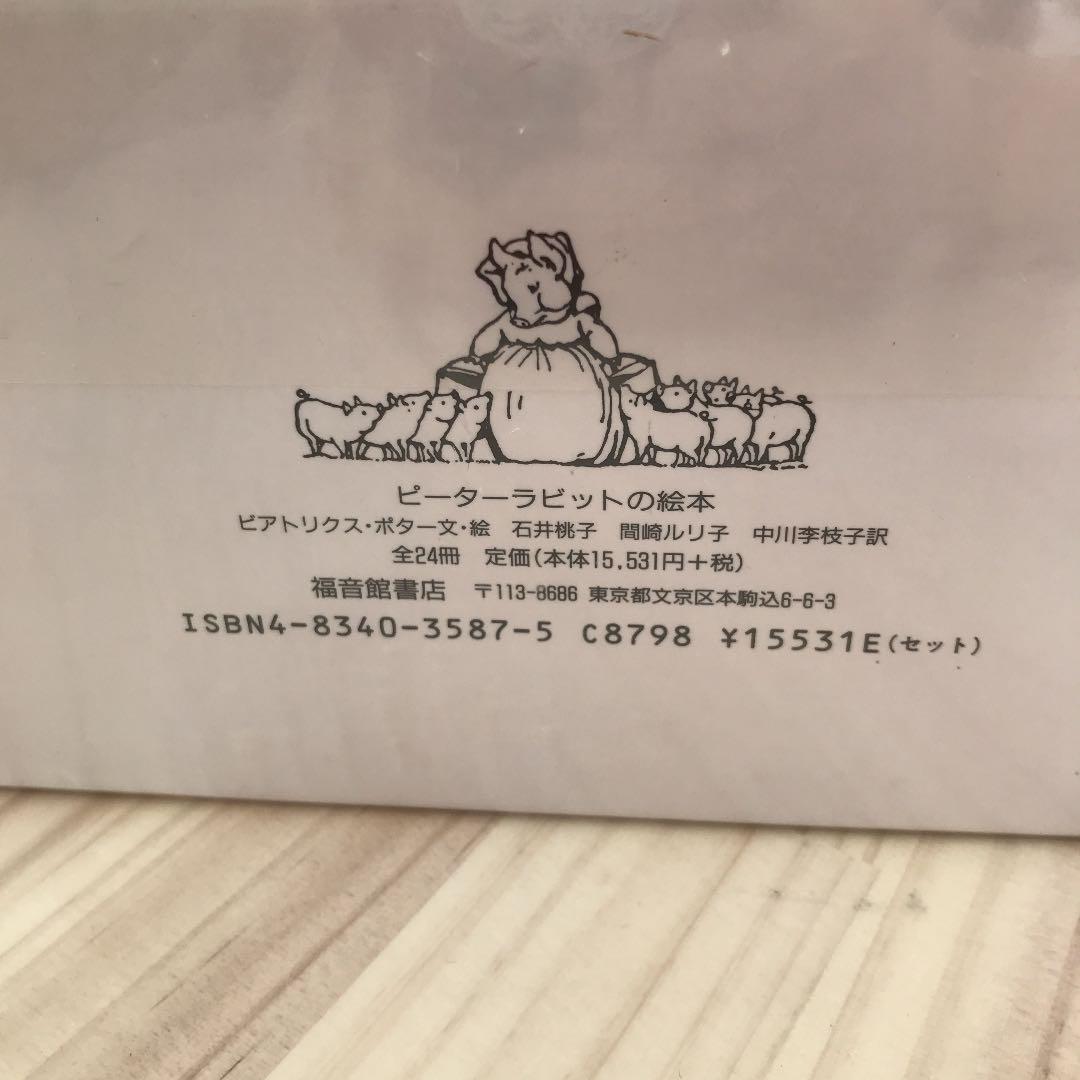 ピーターラビットの絵本
ビアトリクス・ポター文・絵　石井桃子　間崎ルリ子　中川李枝子訳
全24冊　定価(本体15,531円＋税)
福音館書店　〒113-8686 東京都文京区本駒込6-6-3
ISBN4-8340-3587-5 C8798 ¥15531E(セット)